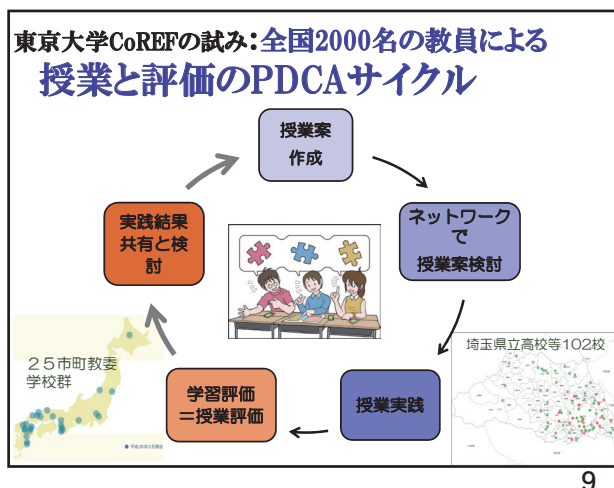 東京大学CoREFの試み：全国2000名の教員による
授業と評価のPDCAサイクル
授業案
作成
ネットワーク
で
授業案検討
授業実践
学習評価
＝授業評価
実践結果
共有と検
討
２５市町教委
学校群
埼玉県立高校等102校
9